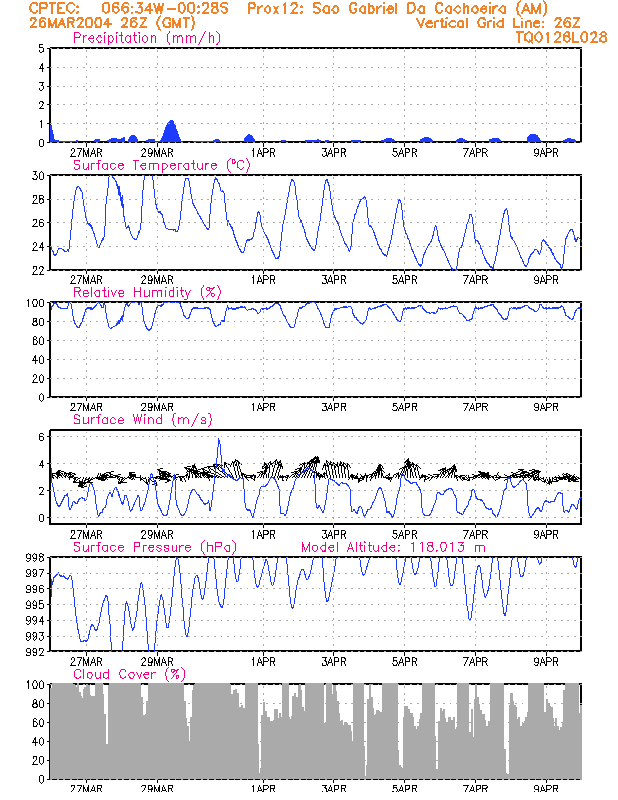 CPTEC: 066:34W-00:28S Prox12: Sao Gabriel Da Cachoeira (AM)
26MAR2004 26Z (GMT) Vertical Grid Line: 26Z
Precipitation (mm/h) TQ0126L028
5
4
3
2
1
0
27MAR 29MAR 1APR 3APR 5APR 7APR 9APR
Surface Temperature (ºC)
30
28
26
24
22
27MAR 29MAR 1APR 3APR 5APR 7APR 9APR
Relative Humidity (%)
100
80
60
40
20
0
27MAR 29MAR 1APR 3APR 5APR 7APR 9APR
Surface Wind (m/s)
6
4
2
0
27MAR 29MAR 1APR 3APR 5APR 7APR 9APR
Surface Pressure (hPa) Model Altitude: 118.013 m
998
997
996
995
994
993
992
27MAR 29MAR 1APR 3APR 5APR 7APR 9APR
Cloud Cover (%)
100
80
60
40
20
0
27MAR 29MAR 1APR 3APR 5APR 7APR 9APR